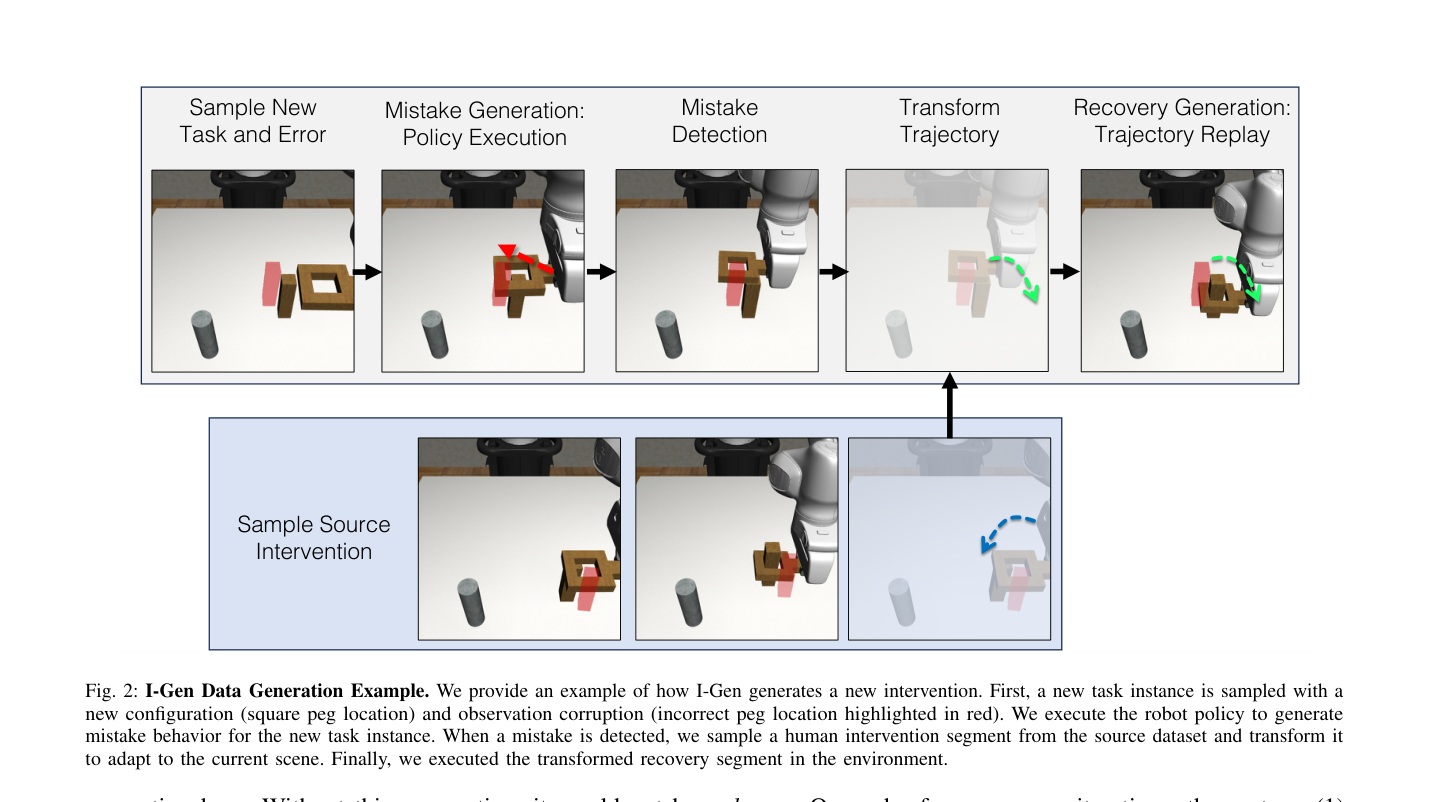 Sample New
Task and Error
Mistake Generation:
Policy Execution
Mistake
Detection
Transform
Trajectory
Recovery Generation:
Trajectory Replay
Sample Source
Intervention
Fig. 2: I-Gen Data Generation Example. We provide an example of how I-Gen generates a new intervention. First, a new task instance is sampled with a
new configuration (square peg location) and observation corruption (incorrect peg location highlighted in red). We execute the robot policy to generate
mistake behavior for the new task instance. When a mistake is detected, we sample a human intervention segment from the source dataset and transform it
to adapt to the current scene. Finally, we executed the transformed recovery segment in the environment.